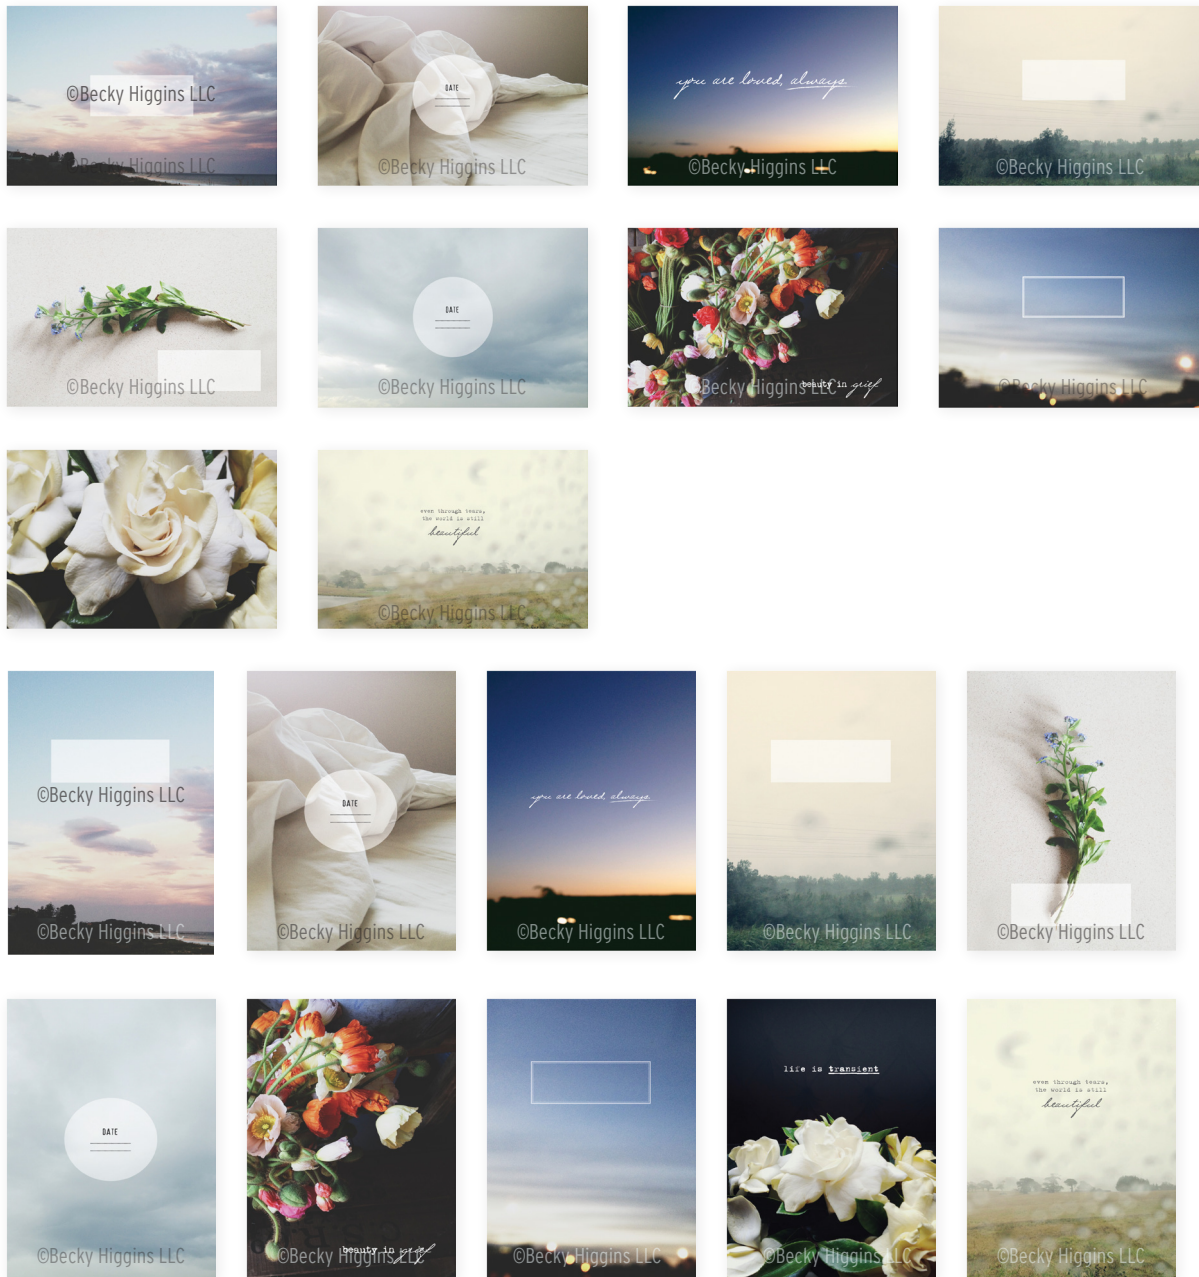 ©Becky Higgins LLC
©Becky Higgins LLC
DATE
©Becky Higgins LLC
you are loved, always.
©Becky Higgins LLC
©Becky Higgins LLC
©Becky Higgins LLC
DATE
©Becky Higgins LLC
©Becky Higgins LLC
beauty in grief
©Becky Higgins LLC
even through tears,
the world is still
beautiful
©Becky Higgins LLC
©Becky Higgins LLC
©Becky Higgins LLC
DATE
©Becky Higgins LLC
you are loved, always.
©Becky Higgins LLC
©Becky Higgins LLC
©Becky Higgins LLC
DATE
©Becky Higgins LLC
©Becky Higgins LLC
beauty in grief
©Becky Higgins LLC
life is transient
©Becky Higgins LLC
even through tears,
the world is still
beautiful
©Becky Higgins LLC